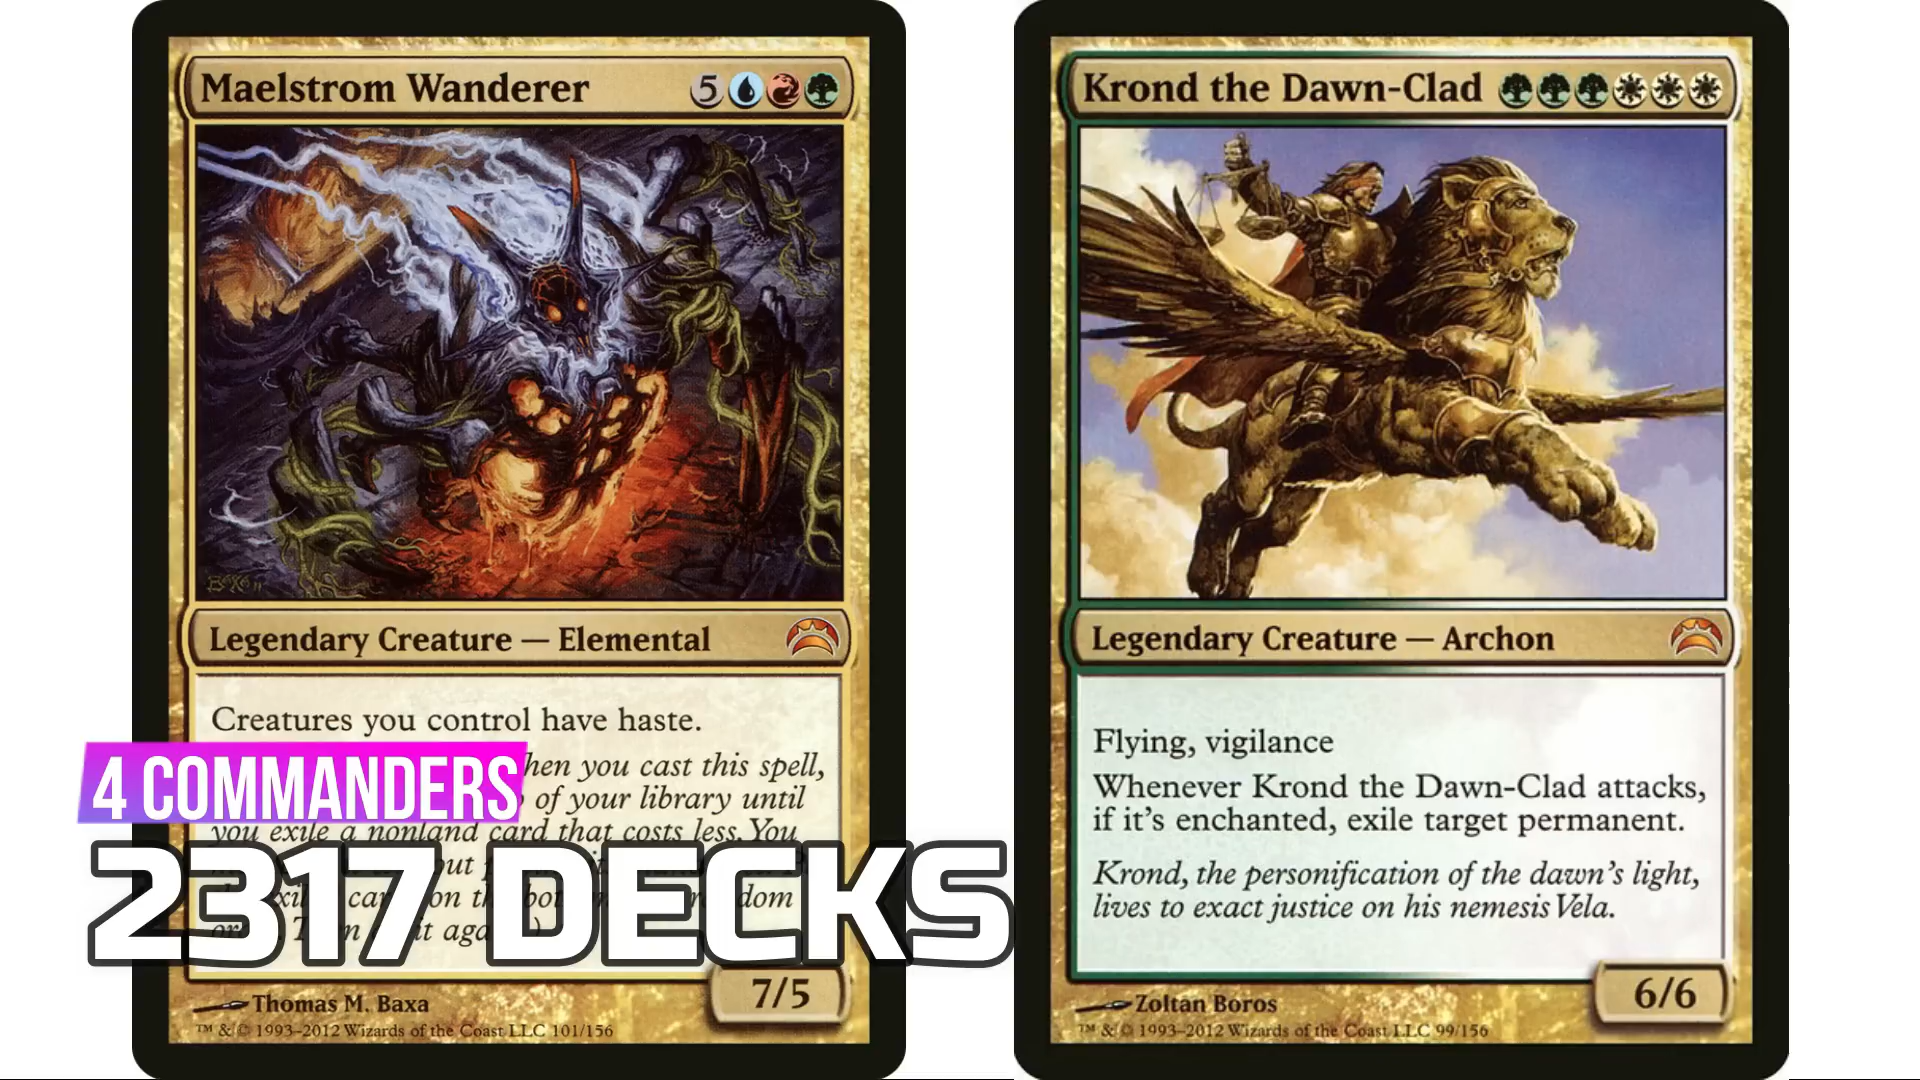 Maelstrom Wanderer 5
Legendary Creature — Elemental
Creatures you control have haste.
hen you cast this spell,
of your library until
you exile a nonland card that costs less. You
4 COMMANDERS
2317 DECKS
7/5
Thomas M. Baxa
™ & © 1993–2012 Wizards of the Coast LLC 101/156
Krond the Dawn-Clad
Legendary Creature — Archon
Flying, vigilance
Whenever Krond the Dawn-Clad attacks,
if it's enchanted, exile target permanent.
Krond, the personification of the dawn's light,
lives to exact justice on his nemesis Vela.
6/6
Zoltan Boros
™ & © 1993–2012 Wizards of the Coast LLC 99/156